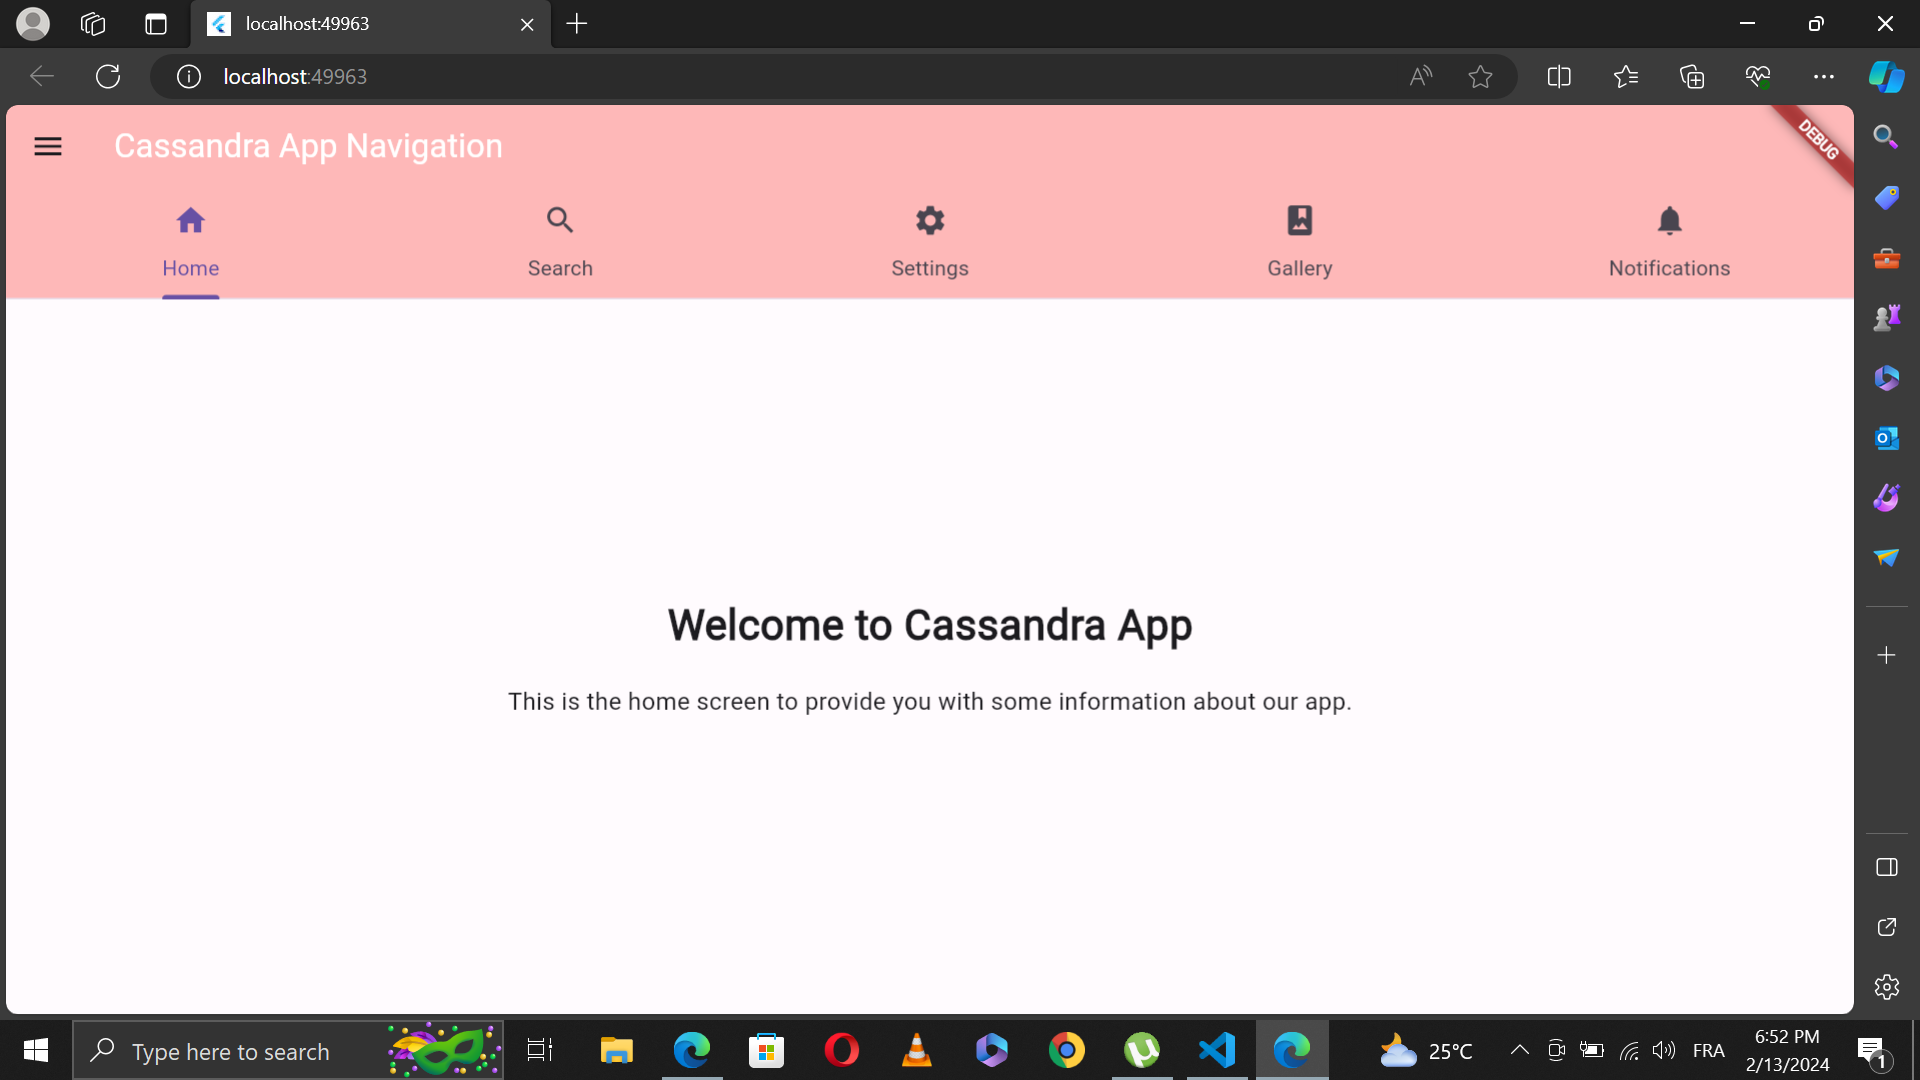 localhost:49963
localhost:49963
Cassandra App Navigation
DEBUG
Home
Search
Settings
Gallery
Notifications
Welcome to Cassandra App
This is the home screen to provide you with some information about our app.
Type here to search
25°C
FRA
6:52 PM
2/13/2024
1